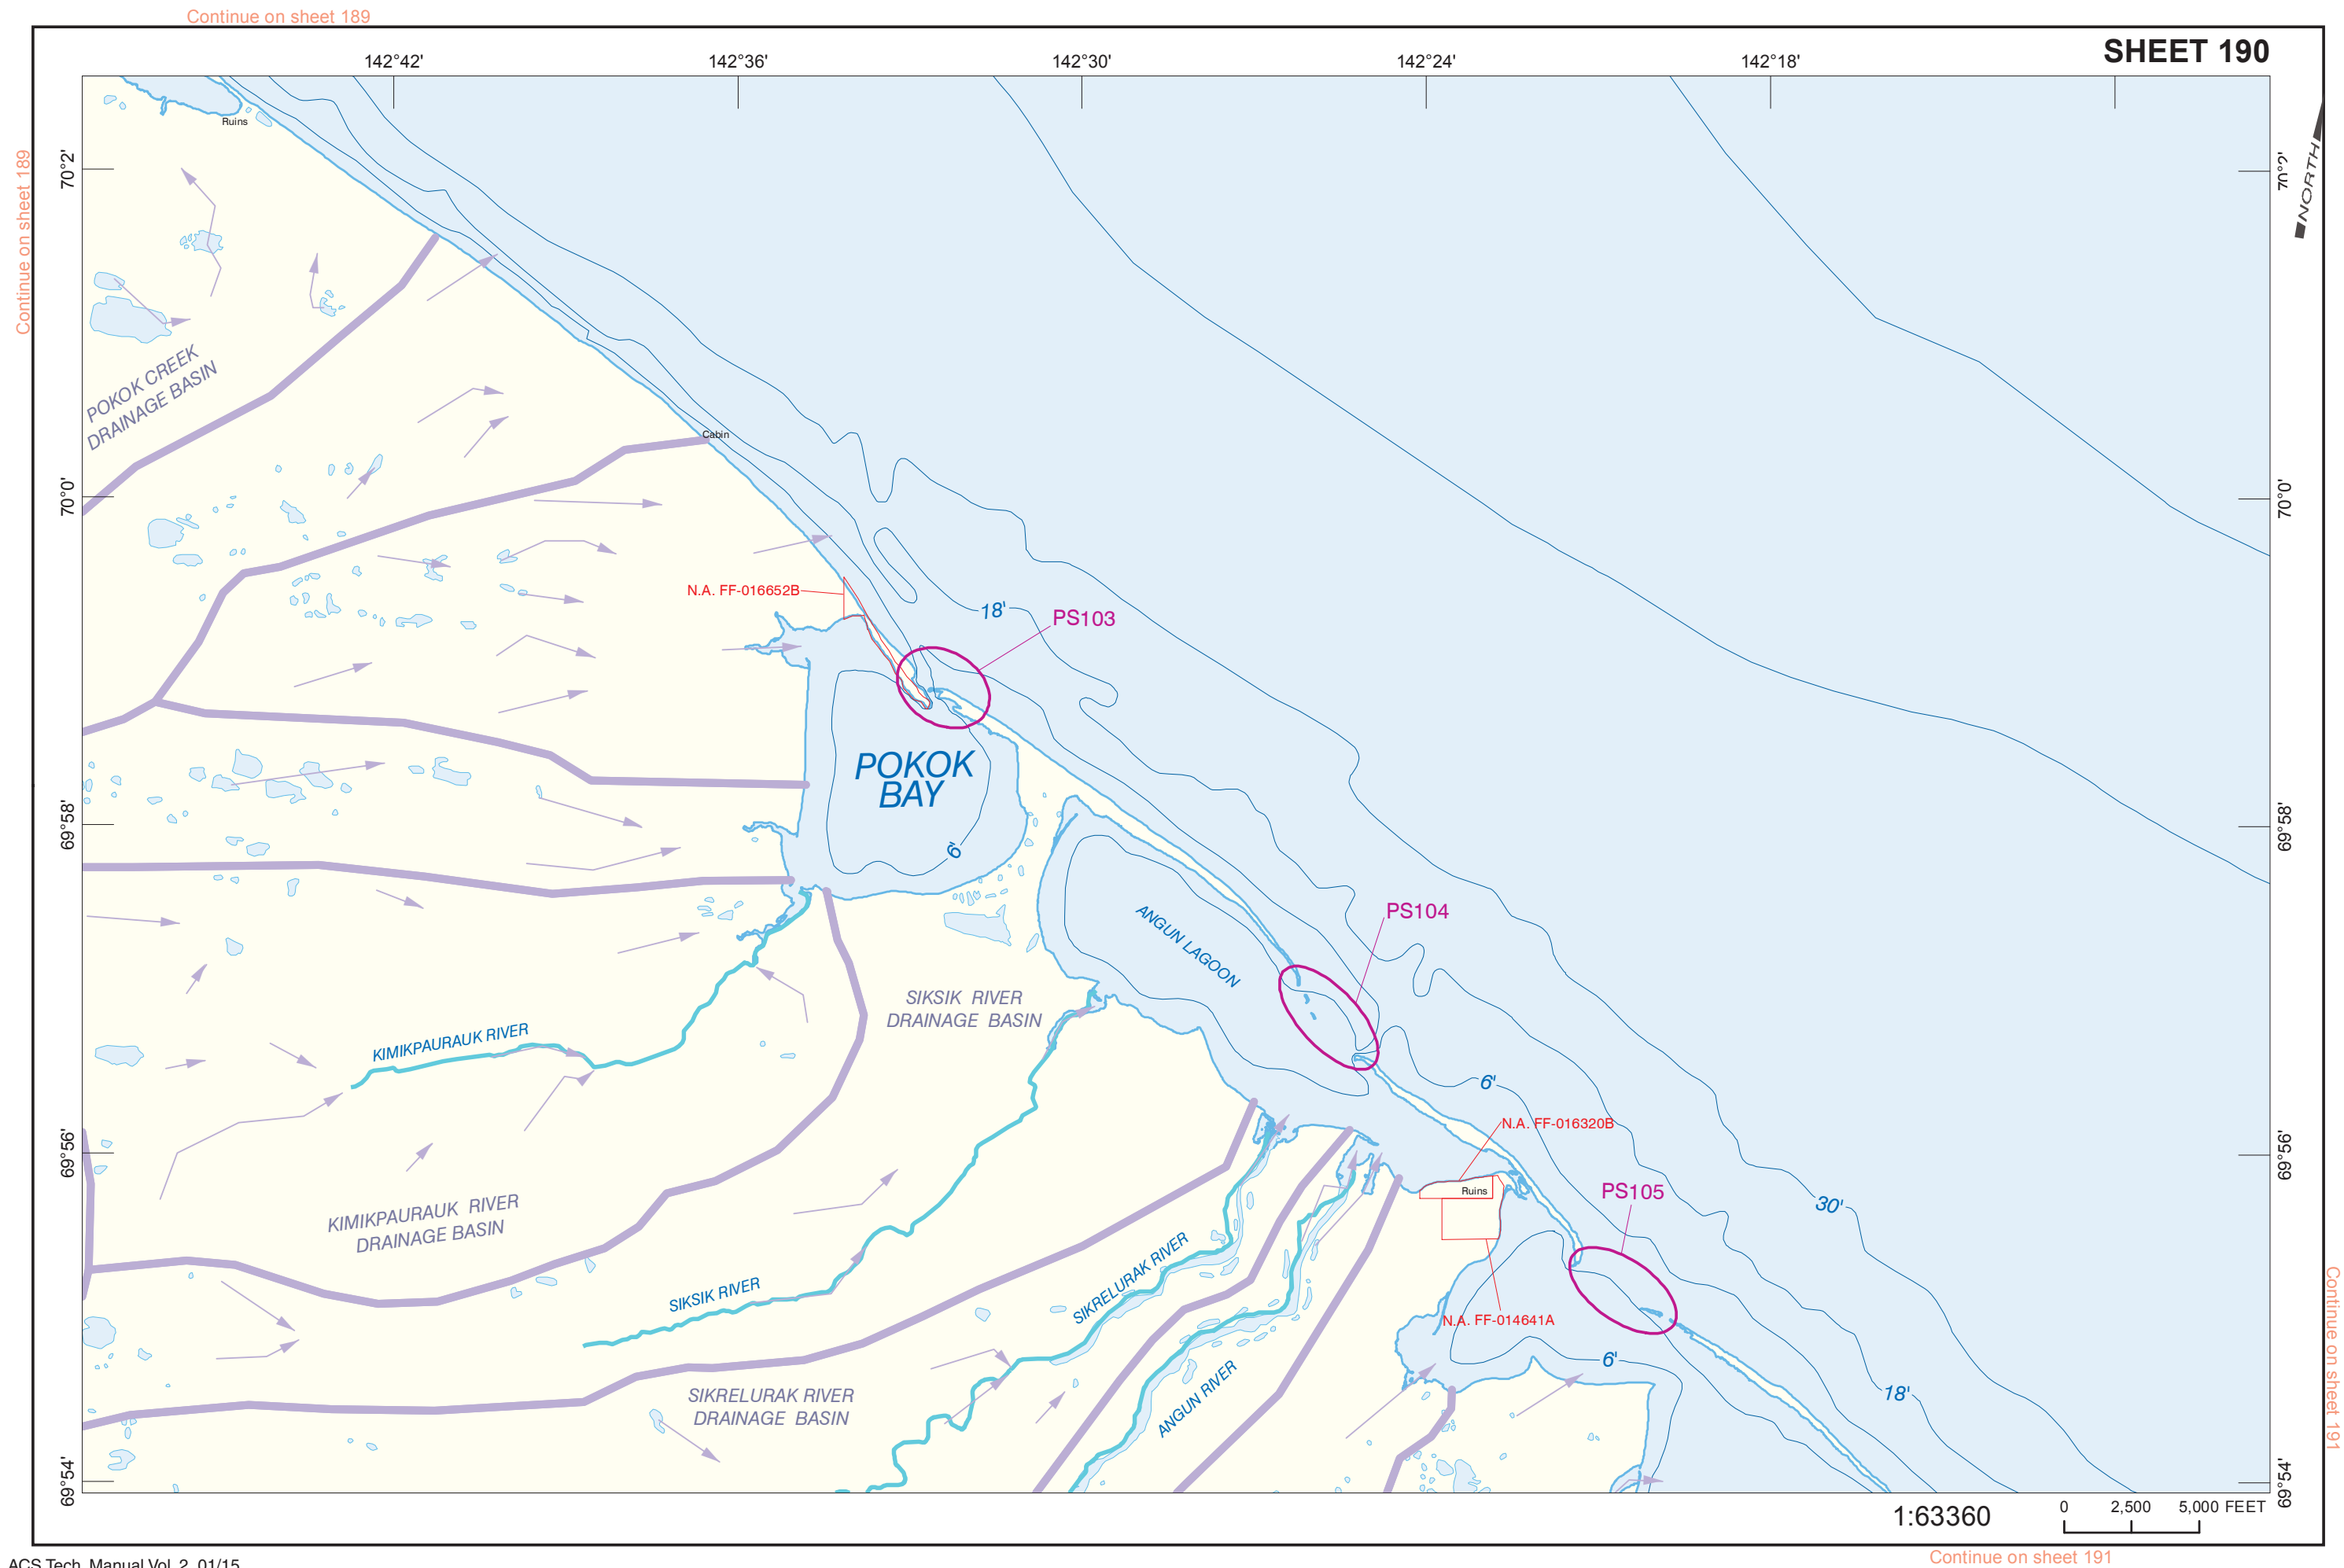 Continue on sheet 189
SHEET 190
142°42'
142°36'
142°30'
142°24'
142°18'
Continue on sheet 189
NORTH
Ruins
70°2'
70°2'
POKOK CREEK
DRAINAGE BASIN
Cabin
70°0'
70°0'
N.A. FF-016652B
18'
PS103
POKOK
BAY
6'
69°58'
69°58'
PS104
ANGUN LAGOON
SIKSIK RIVER
DRAINAGE BASIN
KIMIKPAURAUK RIVER
6'
N.A. FF-016320B
69°56'
69°56'
Ruins
PS105
30'
KIMIKPAURAUK RIVER
DRAINAGE BASIN
SIKSIK RIVER
SIKRELURAK RIVER
N.A. FF-014641A
6'
18'
SIKRELURAK RIVER
DRAINAGE BASIN
ANGUN RIVER
Continue on sheet 191
69°54'
69°54'
1:63360
0 2,500 5,000 FEET
Continue on sheet 191
ACS Tech. Manual Vol. 2 01/15